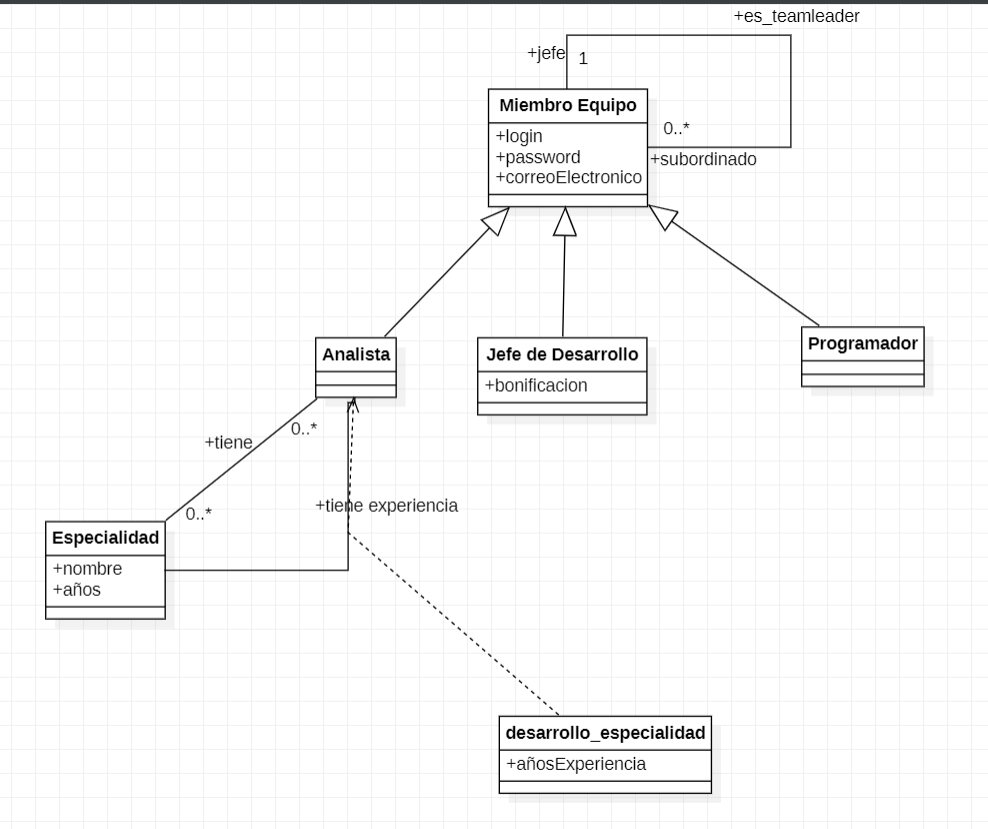 +es_teamleader
+jefe
1
Miembro Equipo
+login
+password
+correoElectronico
0..*
+subordinado
Analista
Jefe de Desarrollo
+bonificacion
Programador
0..*
+tiene
0..*
+tiene experiencia
Especialidad
+nombre
+años
desarrollo_especialidad
+añosExperiencia